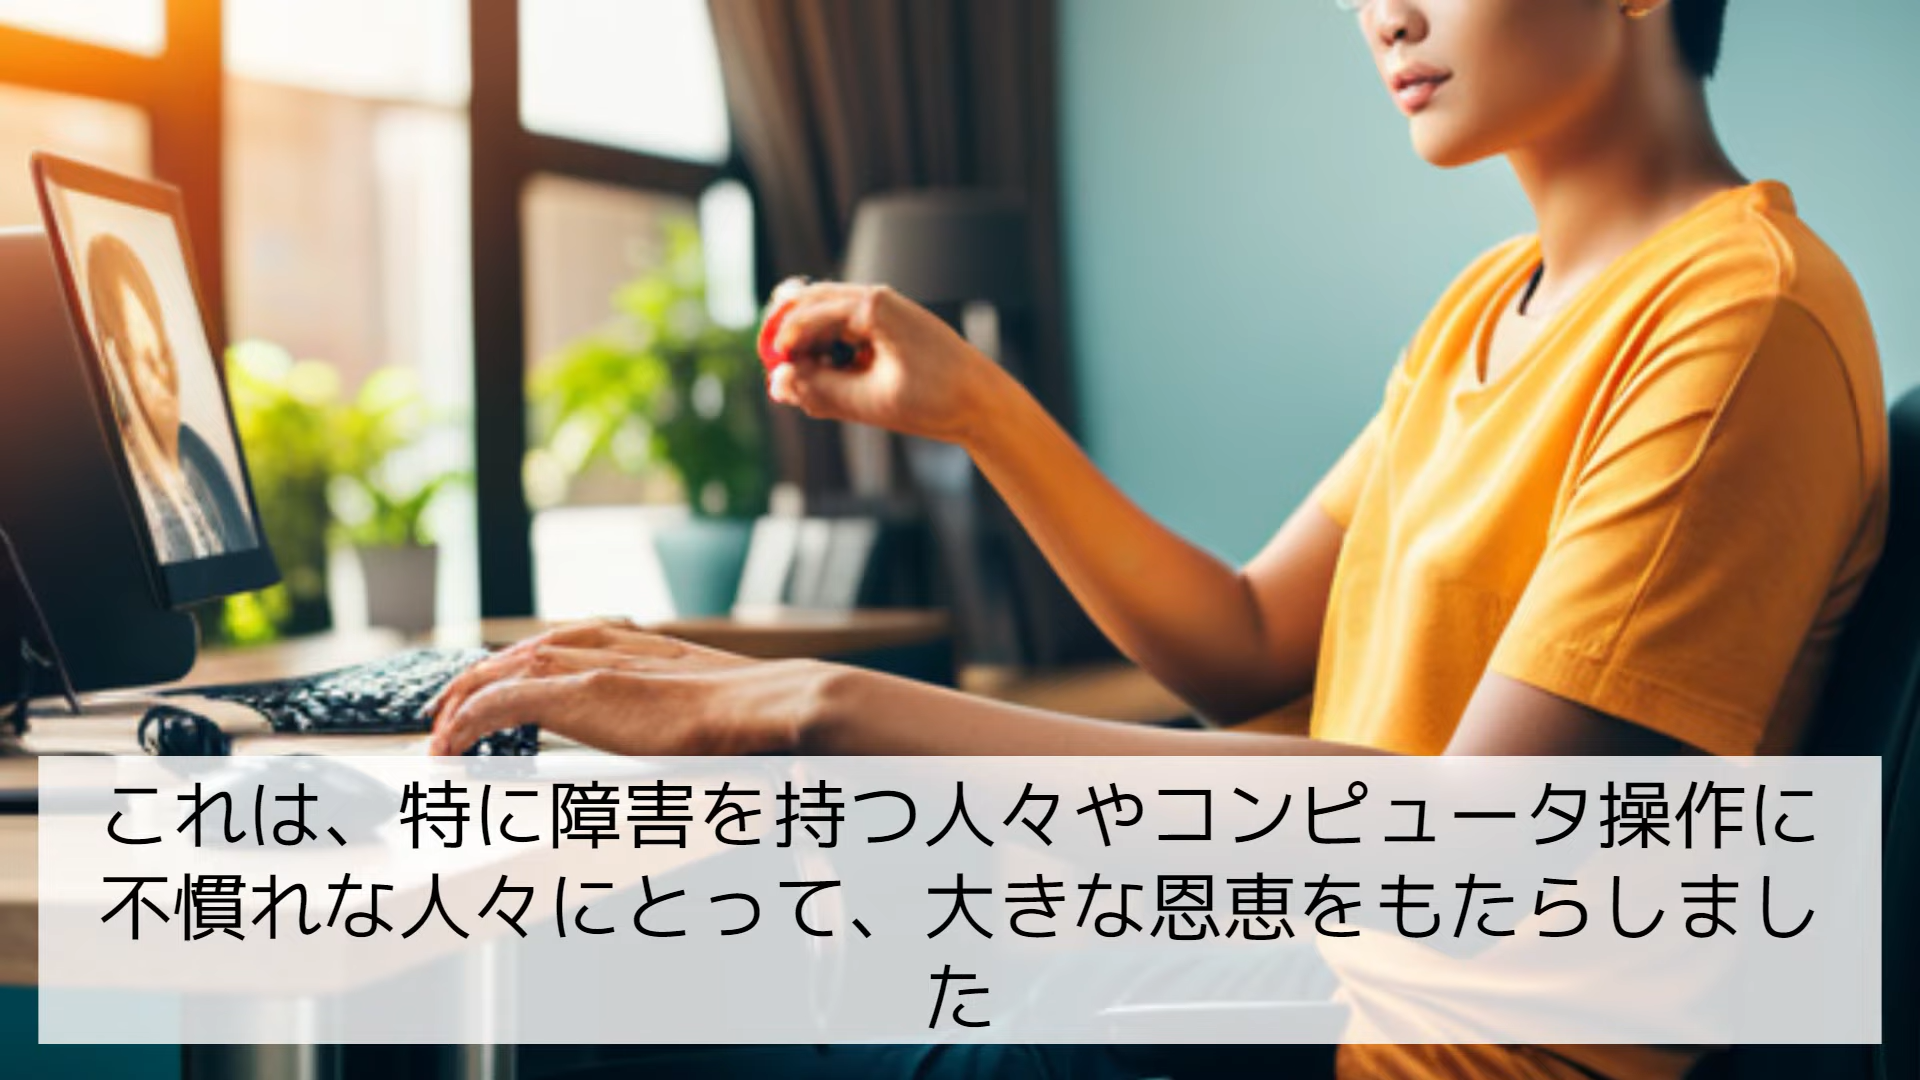 これは、特に障害を持つ人々やコンピュータ操作に
不慣れな人々にとって、大きな恩恵をもたらしまし
た